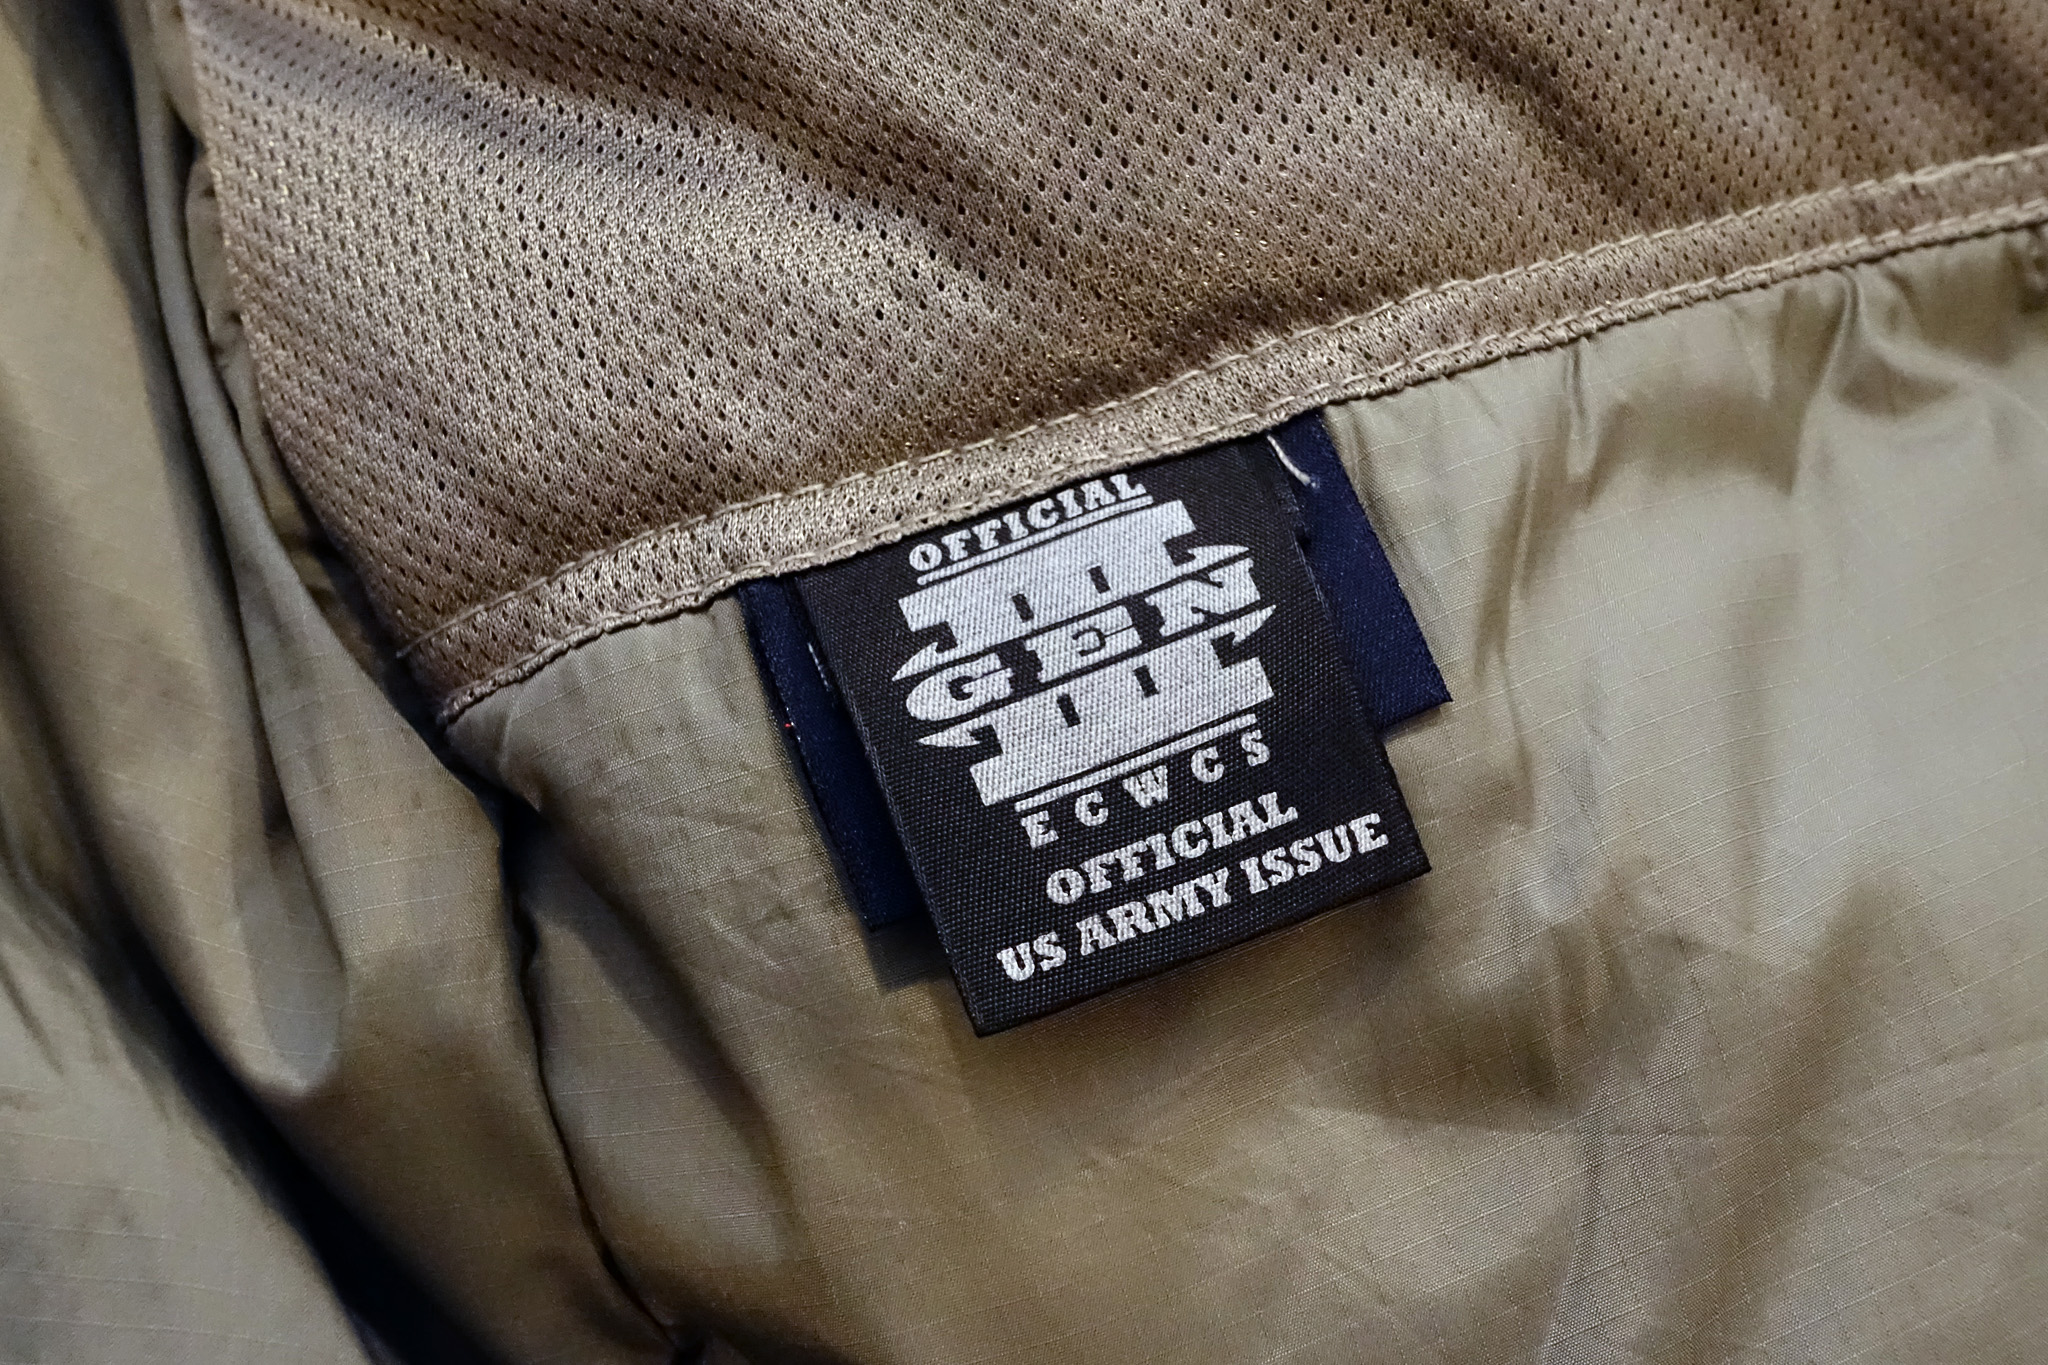 OFFICIAL
GEN
III
ECWCS
OFFICIAL
US ARMY ISSUE